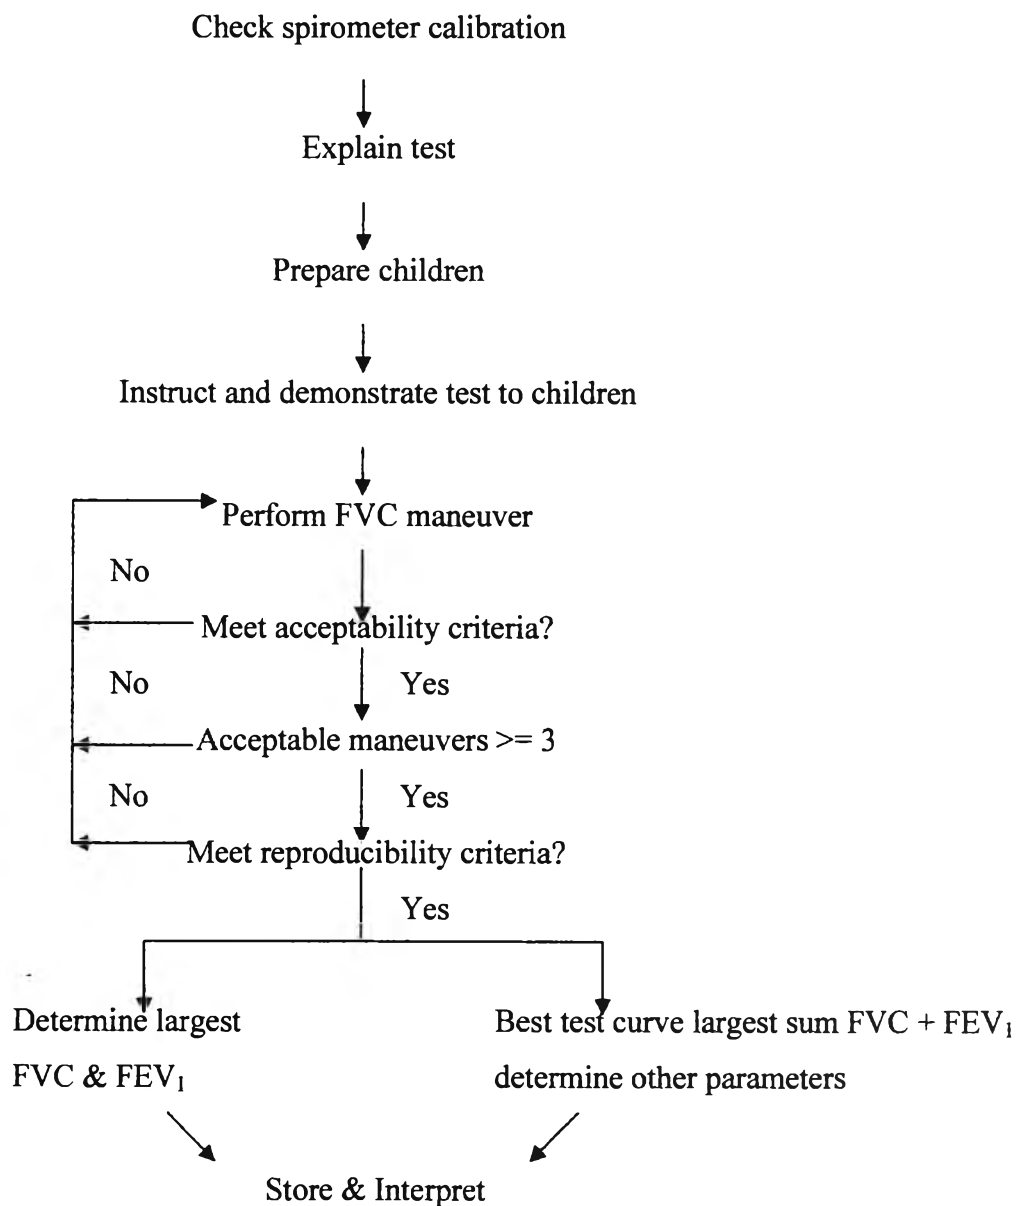 Check spirometer calibration
Explain test
Prepare children
Instruct and demonstrate test to children
Perform FVC maneuver
No
Meet acceptability criteria?
No
Yes
Acceptable maneuvers >= 3
No
Yes
Meet reproducibility criteria?
Yes
Determine largest
FVC & FEV₁
Best test curve largest sum FVC + FEV₁
determine other parameters
Store & Interpret